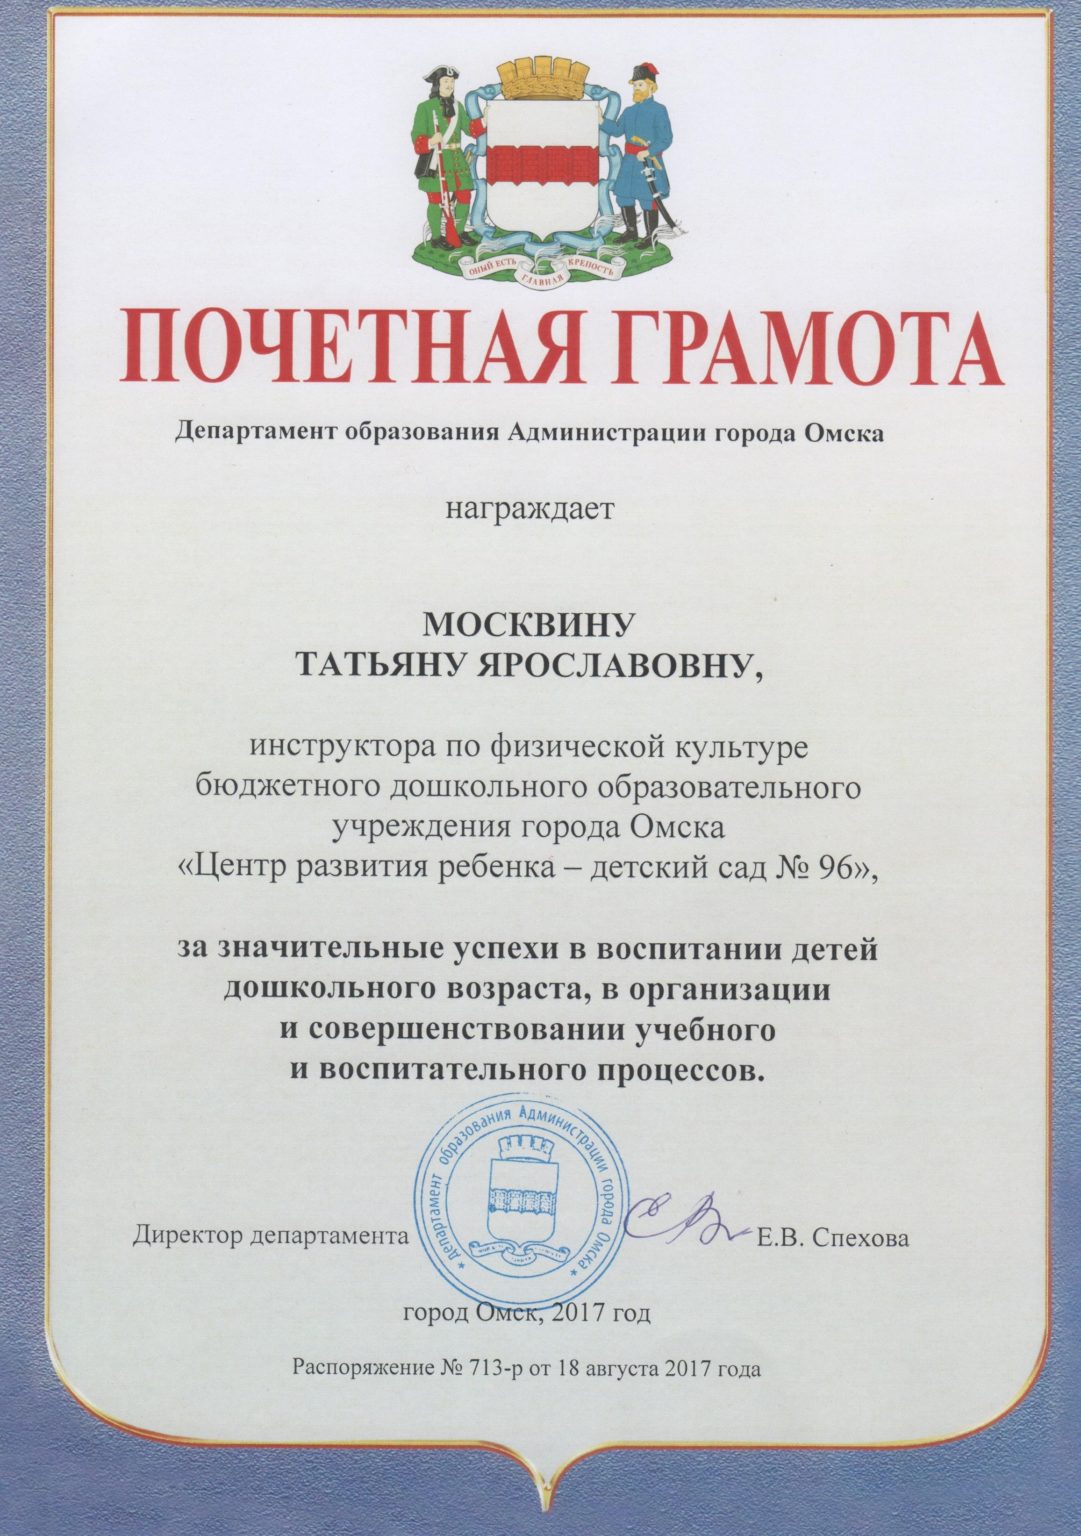 ОНЫЙ ЕСТЬ ГЛАВНАЯ КРЕПОСТЬ
ПОЧЕТНАЯ ГРАМОТА
Департамент образования Администрации города Омска
награждает
МОСКВИНУ
ТАТЬЯНУ ЯРОСЛАВОВНУ,
инструктора по физической культуре
бюджетного дошкольного образовательного
учреждения города Омска
«Центр развития ребенка – детский сад № 96»,
за значительные успехи в воспитании детей
дошкольного возраста, в организации
и совершенствовании учебного
и воспитательного процессов.
* Департамент образования Администрации города Омска *
Директор департамента
Е.В. Спехова
город Омск, 2017 год
Распоряжение № 713-р от 18 августа 2017 года